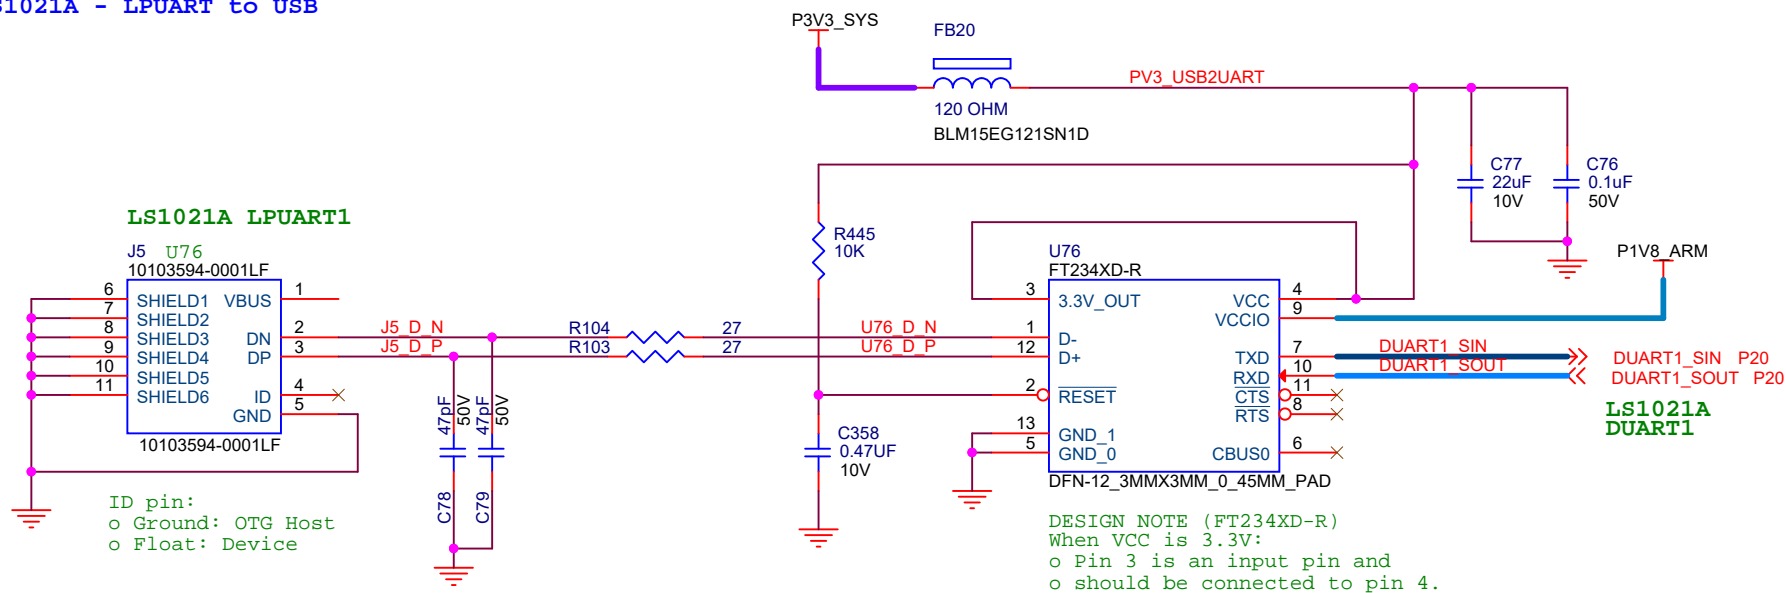 S1021A - LPUART to USB
P3V3_SYS
FB20
PV3_USB2UART
120 OHM
BLM15EG121SN1D
C77
22uF
10V
C76
0.1uF
50V
LS1021A LPUART1
J5 U76
10103594-0001LF
6 SHIELD1 VBUS 1
7 SHIELD2
8 SHIELD3 DN 2
9 SHIELD4 DP 3
10 SHIELD5
11 SHIELD6 ID 4
GND 5
10103594-0001LF
J5_D_N R104 27 U76_D_N
J5_D_P R103 27 U76_D_P
R445
10K
47pF
50V
47pF
50V
C78
C79
C358
0.47UF
10V
U76
FT234XD-R
3 3.3V_OUT VCC 4
VCCIO 9
1 D-
12 D+ TXD 7
RXD 10
2 RESET CTS 11
RTS 8
13 GND_1
5 GND_0 CBUS0 6
DFN-12_3MMX3MM_0_45MM_PAD
P1V8_ARM
DUART1_SIN DUART1_SIN P20
DUART1_SOUT DUART1_SOUT P20
LS1021A
DUART1
ID pin:
o Ground: OTG Host
o Float: Device
DESIGN NOTE (FT234XD-R)
When VCC is 3.3V:
o Pin 3 is an input pin and
o should be connected to pin 4.